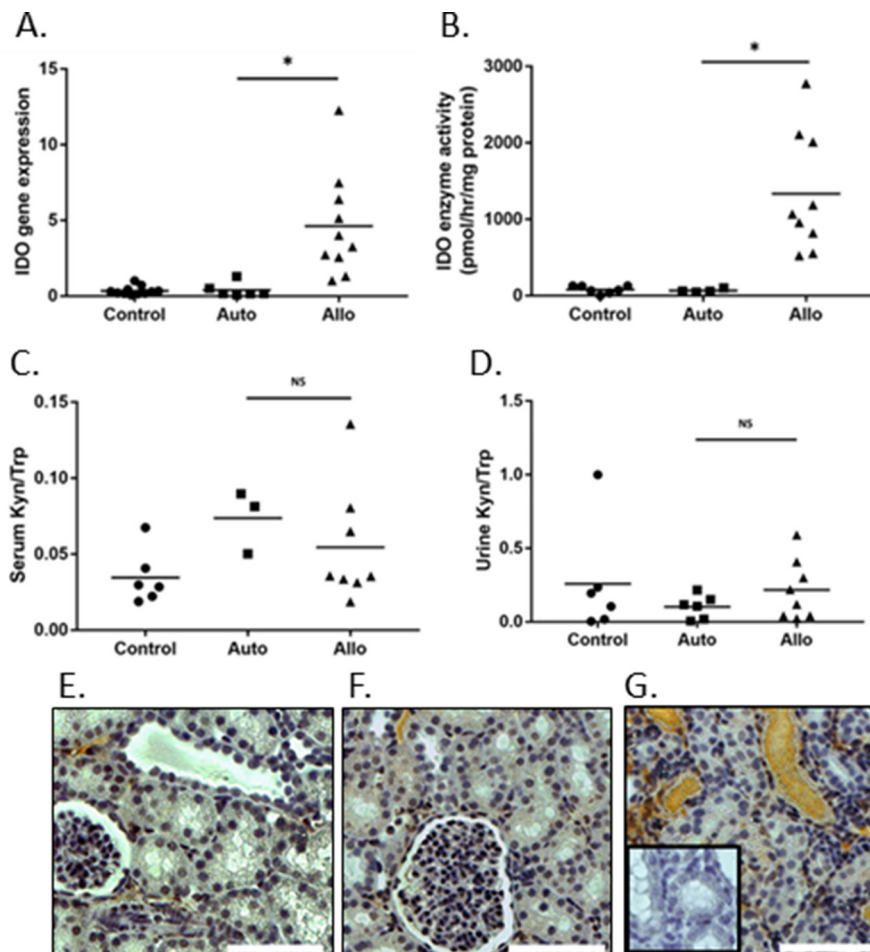 A.
B.
15
10
5
0
IDO gene expression
*
Control Auto Allo
3000
2000
1000
0
IDO enzyme activity
(pmol/hr/mg protein)
*
Control Auto Allo
C.
D.
0.15
0.10
0.05
0.00
Serum Kyn/Trp
NS
Control Auto Allo
1.5
1.0
0.5
0.0
Urine Kyn/Trp
NS
Control Auto Allo
E.
F.
G.